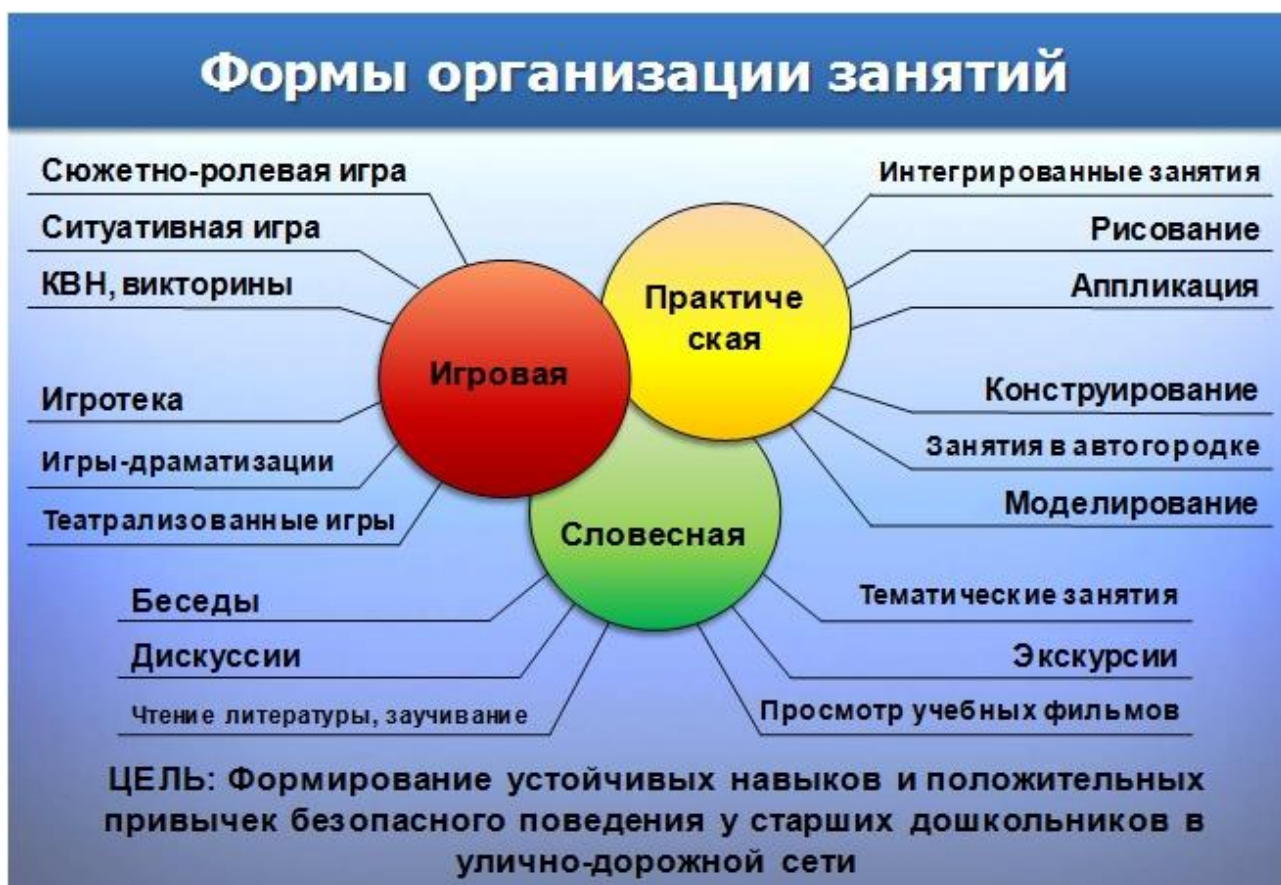 Формы организации занятий
Сюжетно-ролевая игра
Ситуативная игра
КВН, викторины
Игротека
Игры-драматизации
Театрализованные игры
Игровая
Практиче
ская
Словесная
Интегрированные занятия
Рисование
Аппликация
Конструирование
Занятия в автогородке
Моделирование
Беседы
Дискуссии
Чтение литературы, заучивание
Тематические занятия
Экскурсии
Просмотр учебных фильмов
ЦЕЛЬ: Формирование устойчивых навыков и положительных
привычек безопасного поведения у старших дошкольников в
улично-дорожной сети